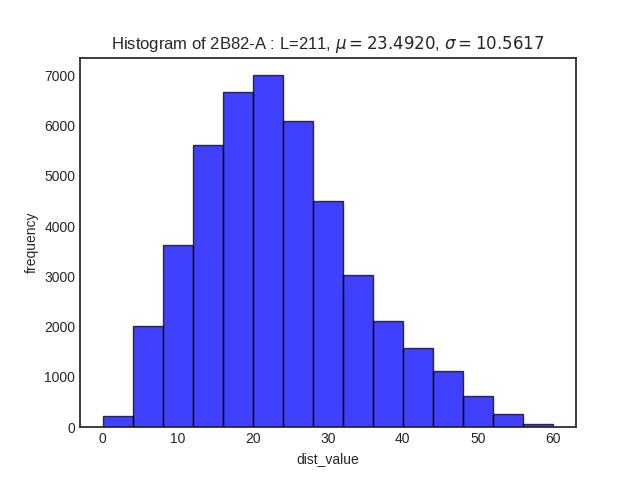 Histogram of 2B82-A : L=211, μ = 23.4920, σ = 10.5617
7000
6000
5000
4000
3000
2000
1000
0
frequency
0 10 20 30 40 50 60
dist_value